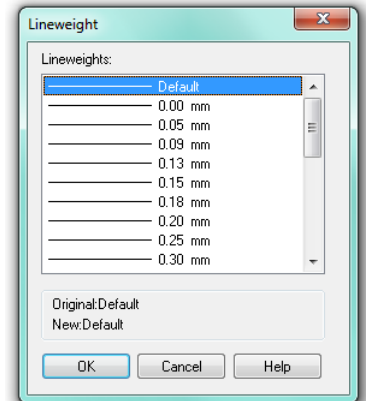 Lineweight
Lineweights:
Default
0.00 mm
0.05 mm
0.09 mm
0.13 mm
0.15 mm
0.18 mm
0.20 mm
0.25 mm
0.30 mm
Original:Default
New:Default
OK Cancel Help